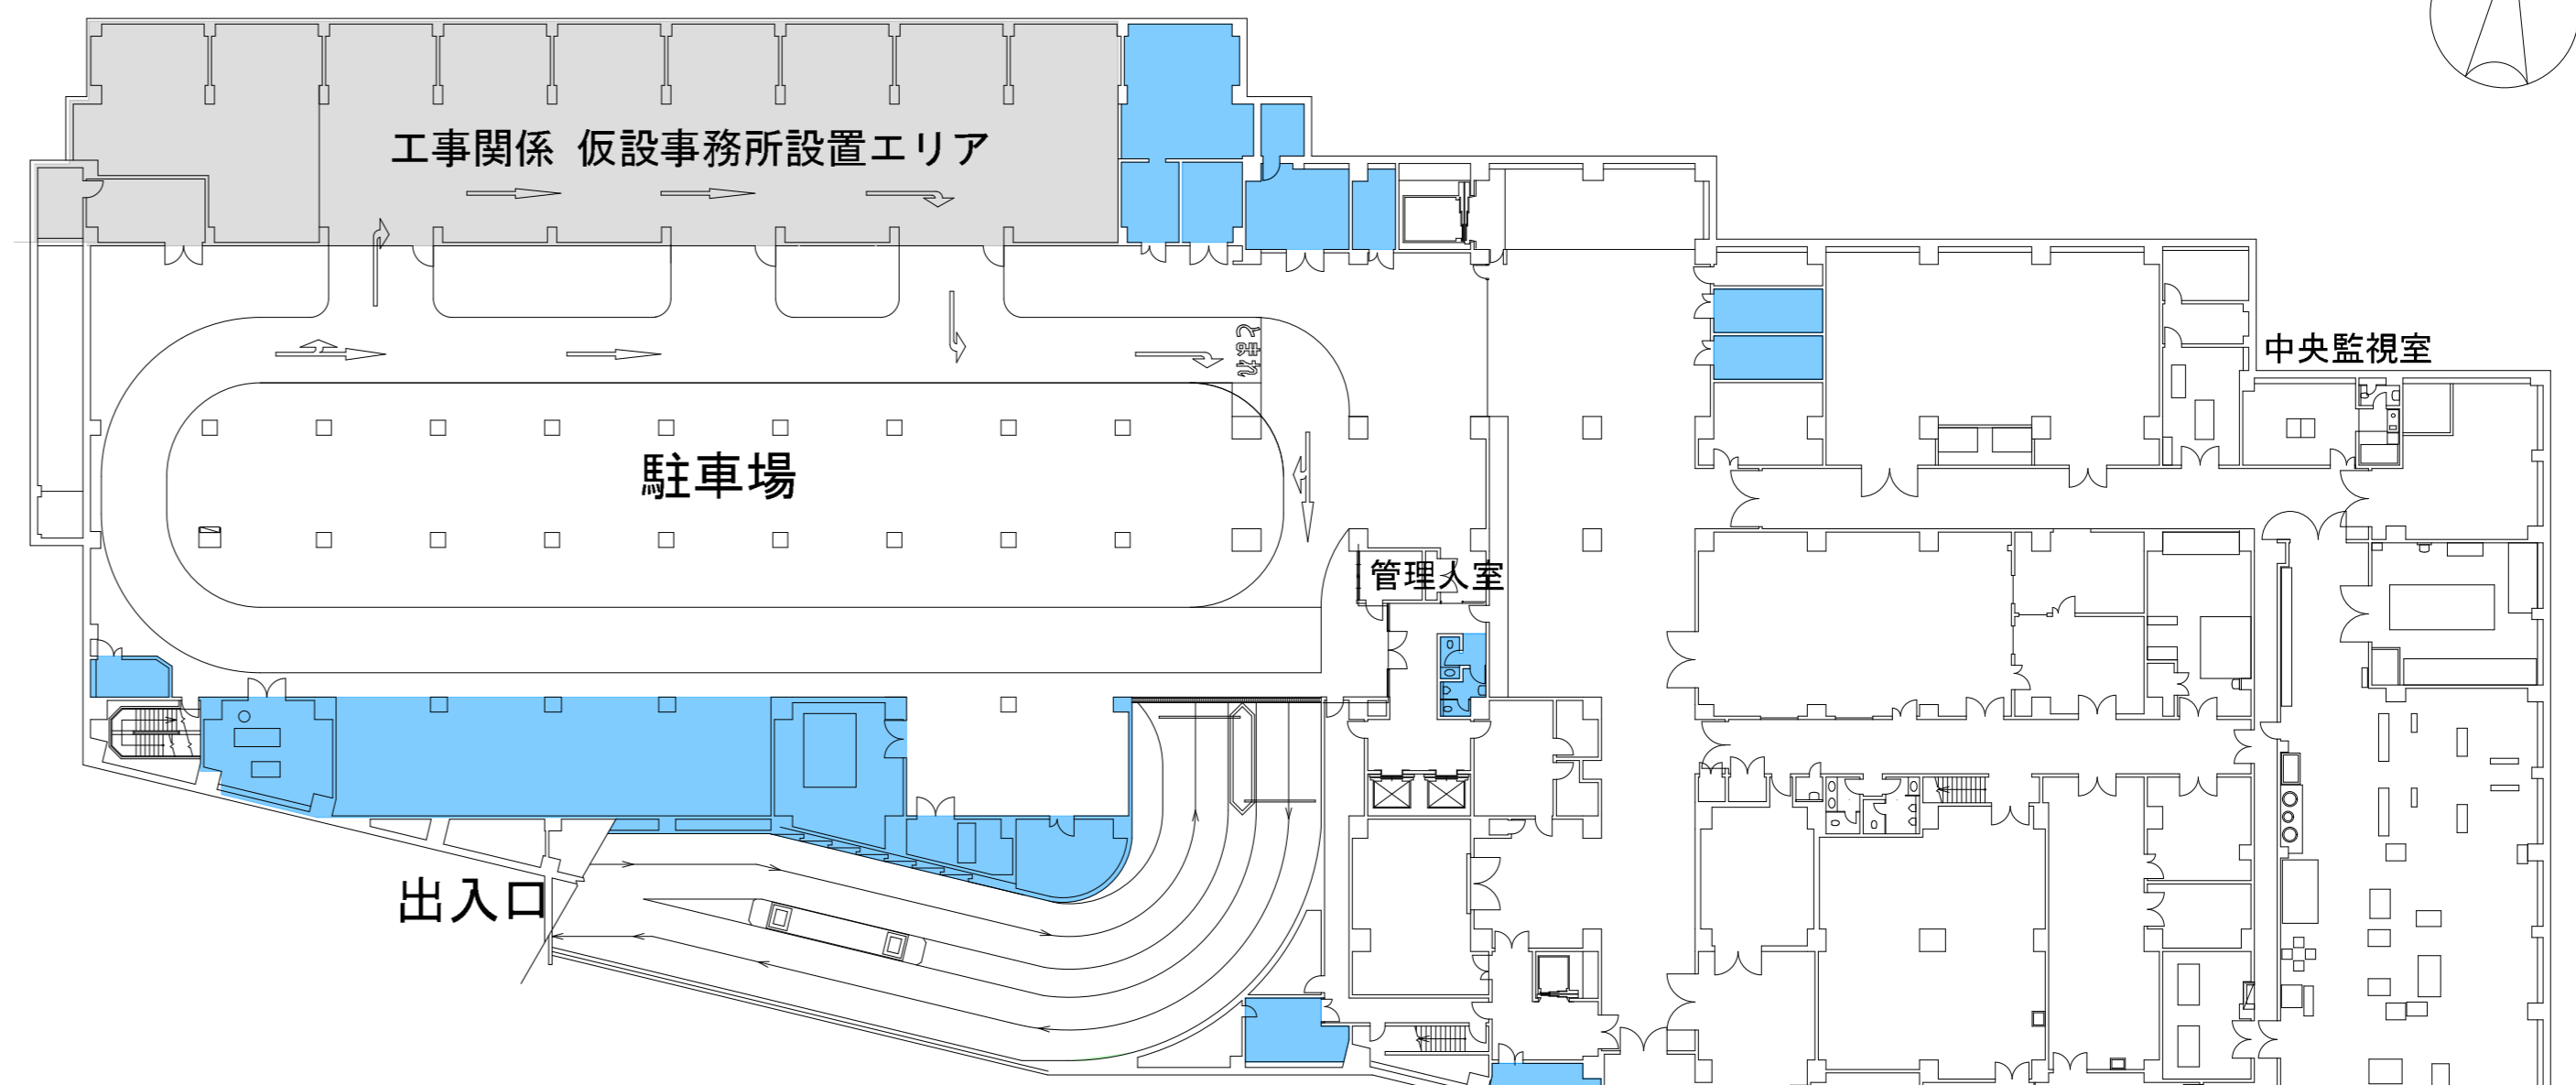 工事関係 仮設事務所設置エリア
とまれ
中央監視室
駐車場
管理人室
出入口